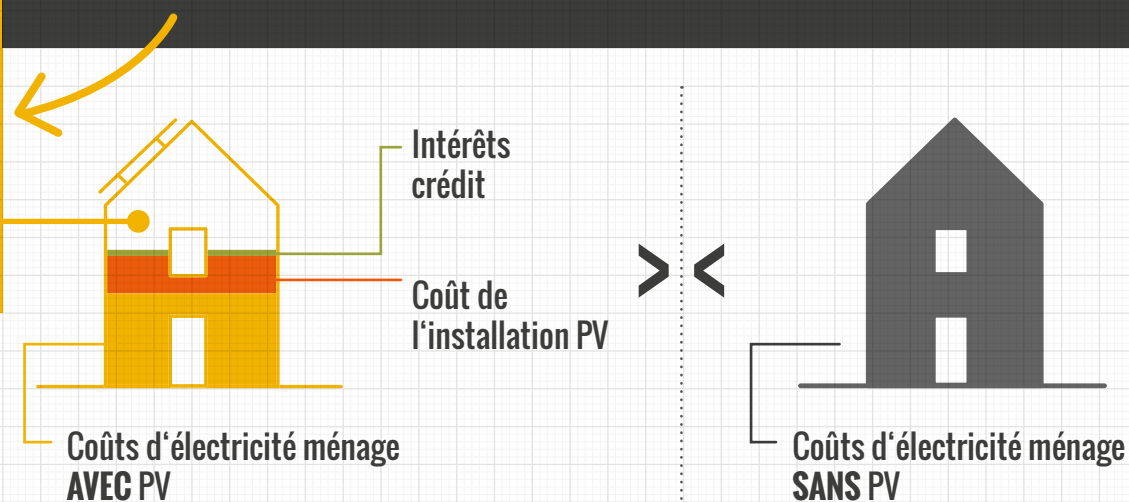 Intérêts
crédit
Coût de
l‘installation PV
> <
Coûts d‘électricité ménage
AVEC PV
Coûts d‘électricité ménage
SANS PV